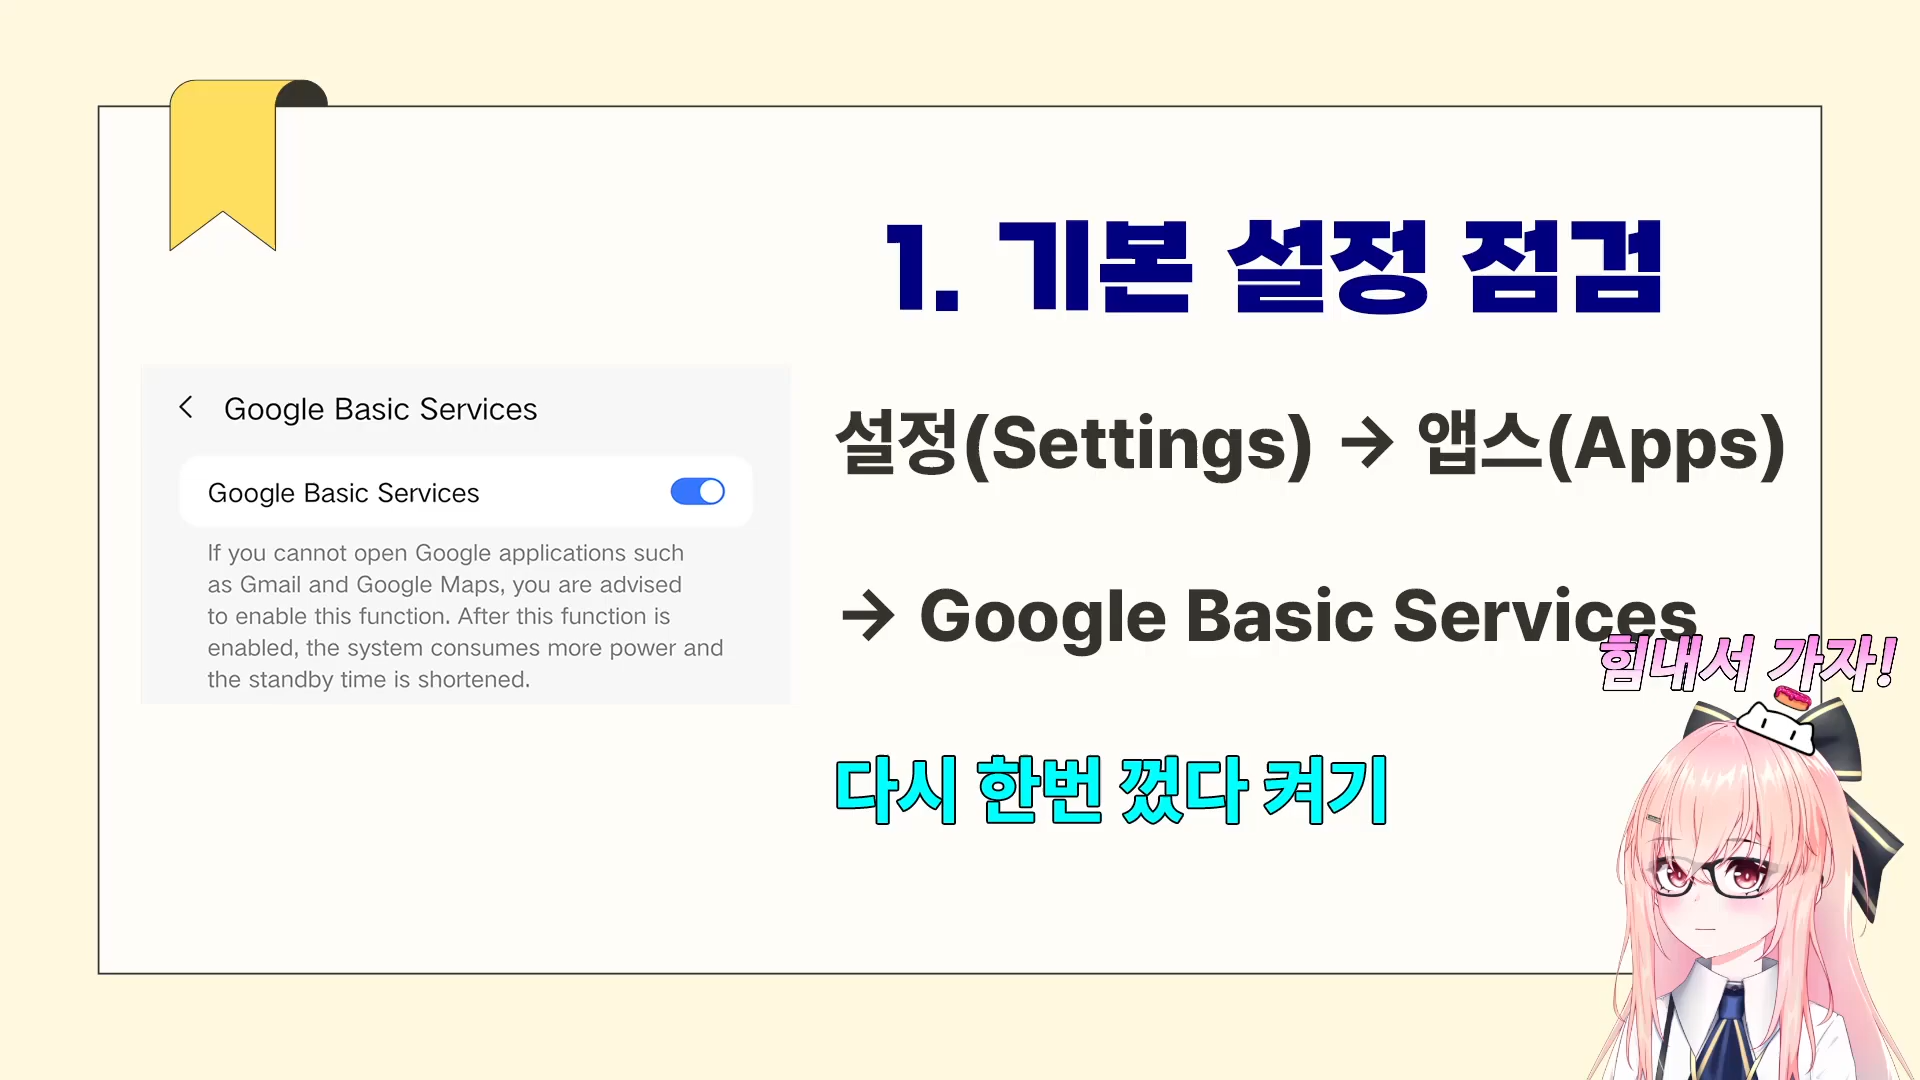 1. 기본 설정 점검
Google Basic Services
Google Basic Services
If you cannot open Google applications such
as Gmail and Google Maps, you are advised
to enable this function. After this function is
enabled, the system consumes more power and
the standby time is shortened.
설정(Settings) → 앱스(Apps)
→ Google Basic Services
다시 한번 껐다 켜기
힘내서 가자!